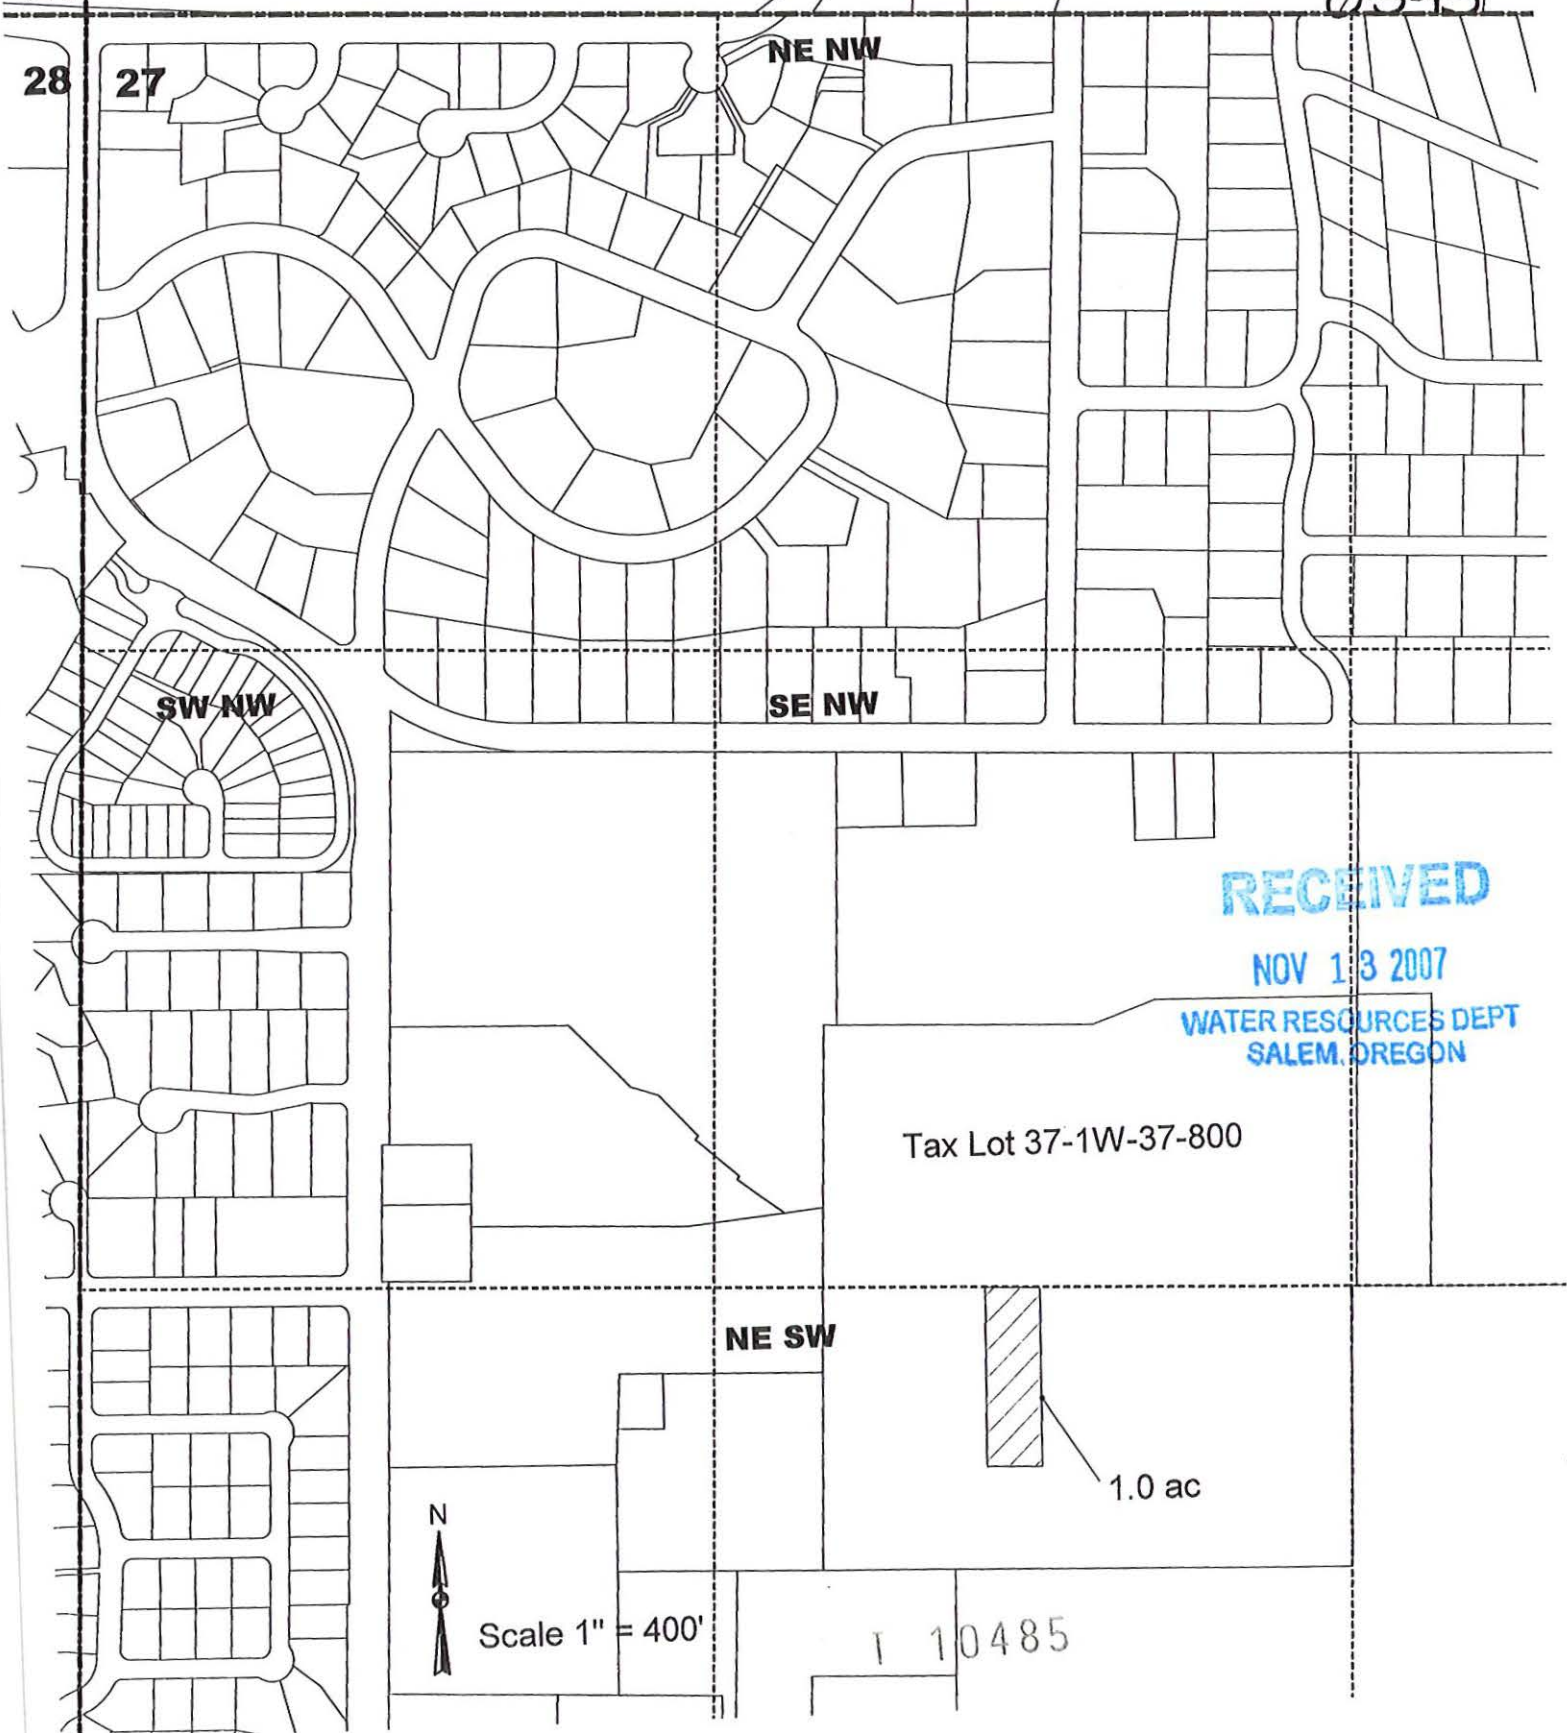 NE NW
28 27
SW NW
SE NW
RECEIVED
NOV 13 2007
WATER RESOURCES DEPT
SALEM, OREGON
Tax Lot 37-1W-37-800
NE SW
1.0 ac
N
Scale 1" = 400'
T 10485